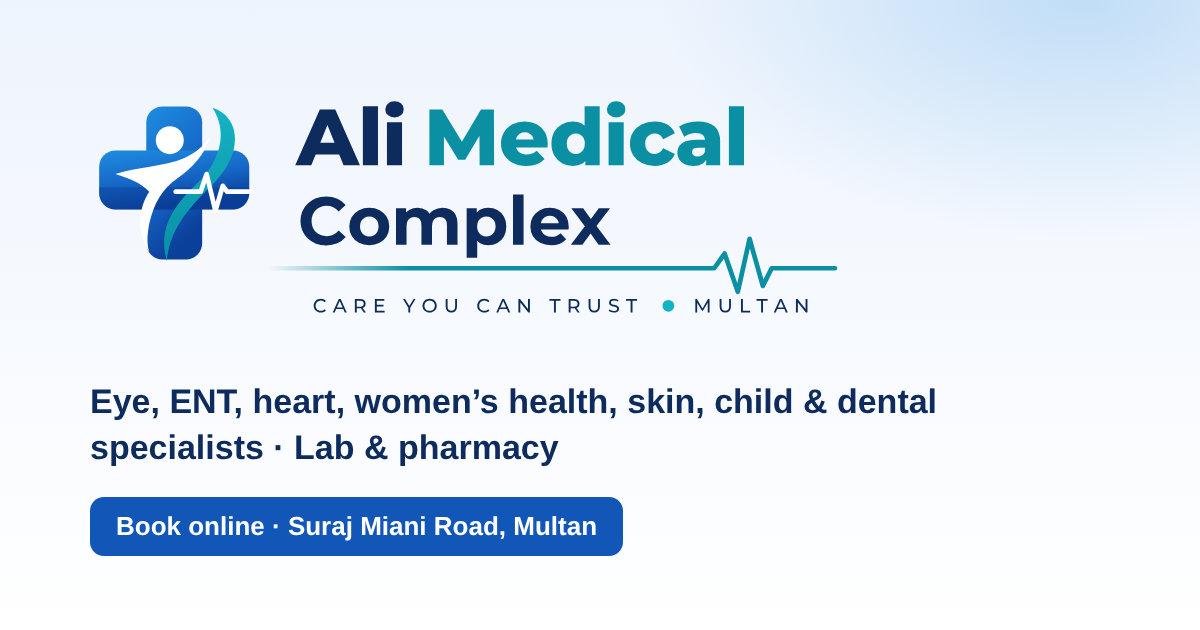 Ali Medical
Complex
CARE YOU CAN TRUST ● MULTAN
Eye, ENT, heart, women’s health, skin, child & dental
specialists · Lab & pharmacy
Book online · Suraj Miani Road, Multan